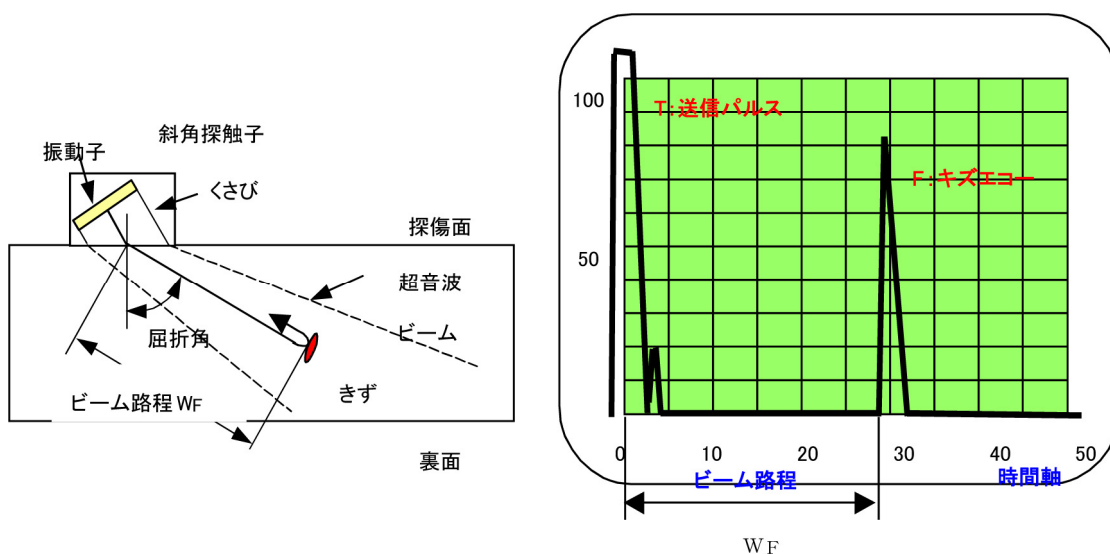 斜角探触子
振動子
くさび
探傷面
超音波
ビーム
屈折角
きず
ビーム路程 WF
裏面
100
T:送信パルス
F:キズエコー
50
0 10 20 30 40 50
ビーム路程
時間軸
WF